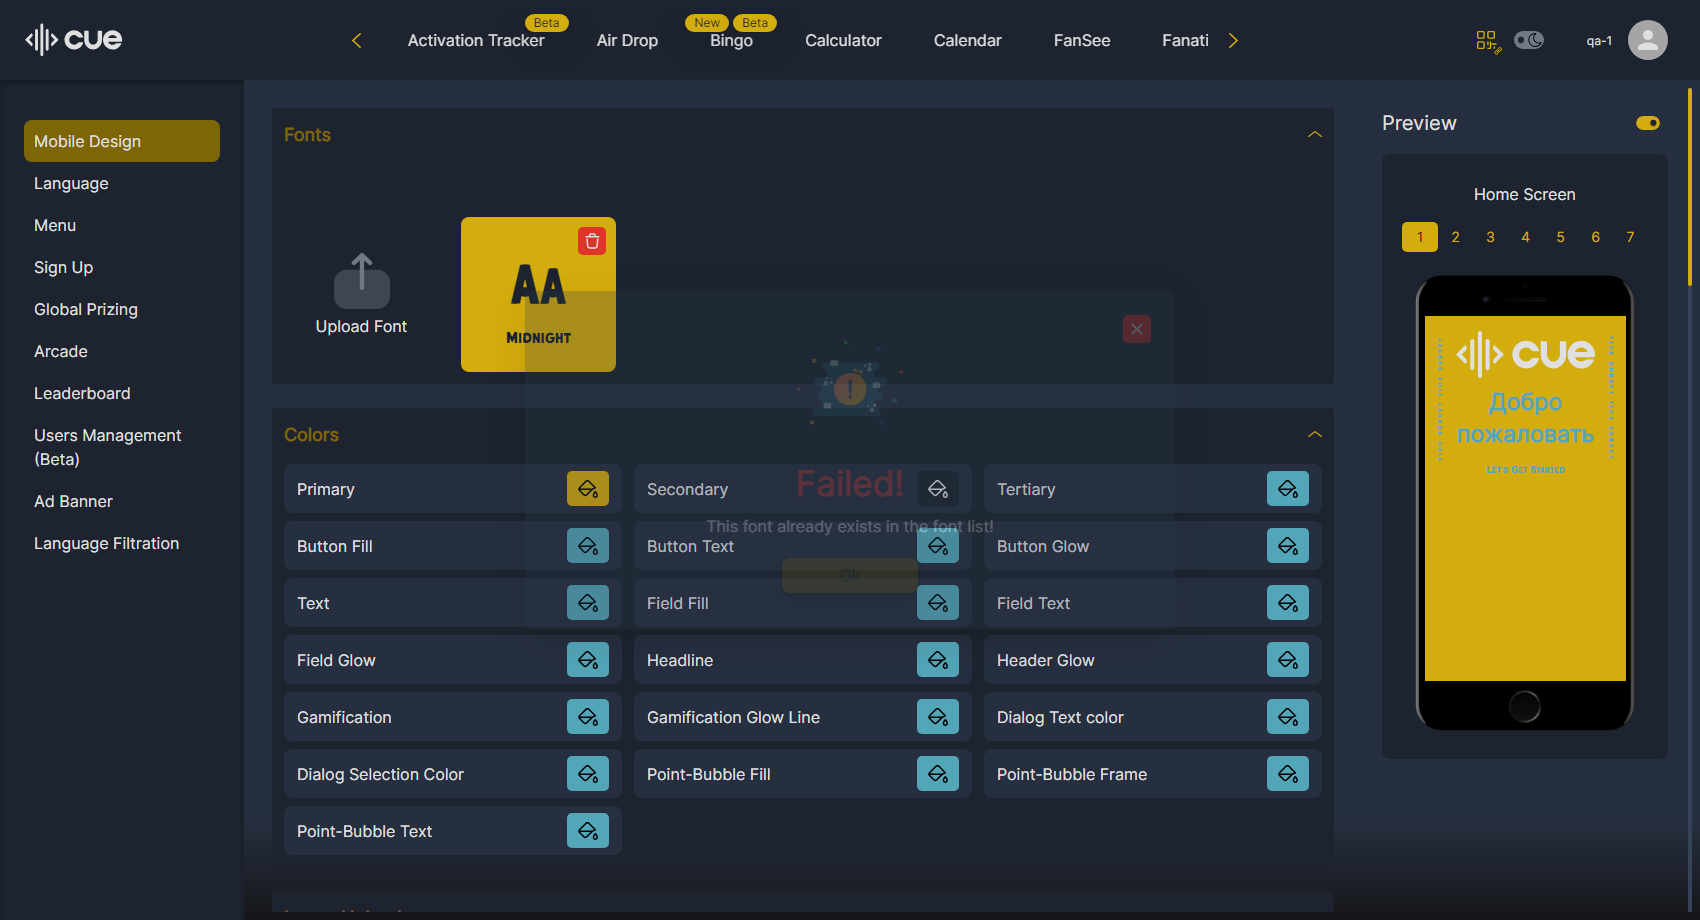 cue
Beta
New
Beta
Activation Tracker
Air Drop
Bingo
Calculator
Calendar
FanSee
Fanati
qa-1
Mobile Design
Language
Menu
Sign Up
Global Prizing
Arcade
Leaderboard
Users Management
(Beta)
Ad Banner
Language Filtration
Fonts
Upload Font
AA
Midnight
Failed!
This font already exists in the font list!
Ok
Colors
Primary
Secondary
Tertiary
Button Fill
Button Text
Button Glow
Text
Field Fill
Field Text
Field Glow
Headline
Header Glow
Gamification
Gamification Glow Line
Dialog Text color
Dialog Selection Color
Point-Bubble Fill
Point-Bubble Frame
Point-Bubble Text
Preview
Home Screen
1 2 3 4 5 6 7
cue
Добро
пожаловать
Let's Get Started